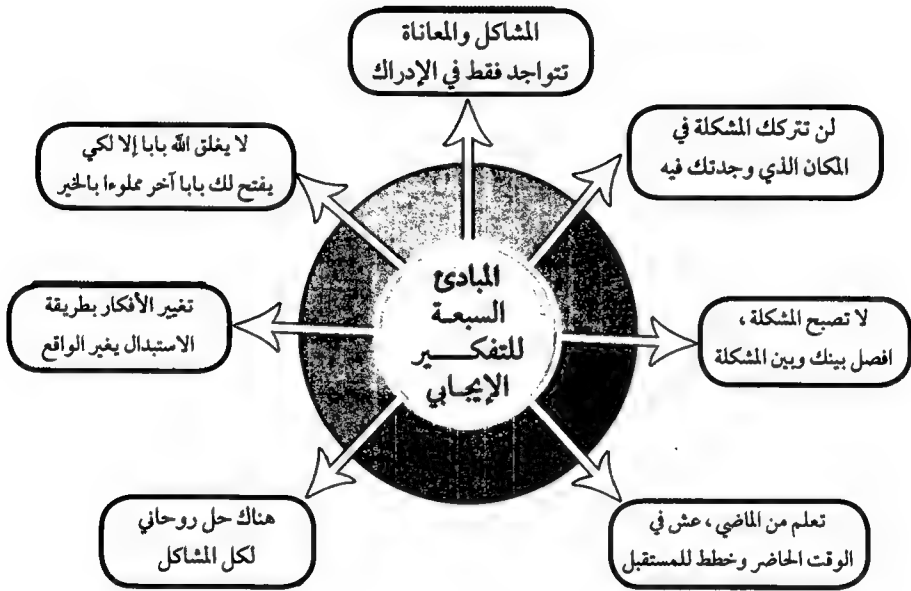 المشاكل والمعاناة
تتواجد فقط في الإدراك
لن تتركك المشكلة في
المكان الذي وجدتك فيه
لا يغلق الله بابا إلا لكي
يفتح لك بابا آخر مملوءا بالخير
المبادئ
السبعة
للتفكير
الإيجابي
تغيير الأفكار بطريقة
الاستبدال يغير الواقع
لا تصبح المشكلة ،
افصل بينك وبين المشكلة
هناك حل روحاني
لكل المشاكل
تعلم من الماضي ، عش في
الوقت الحاضر وخطط للمستقبل